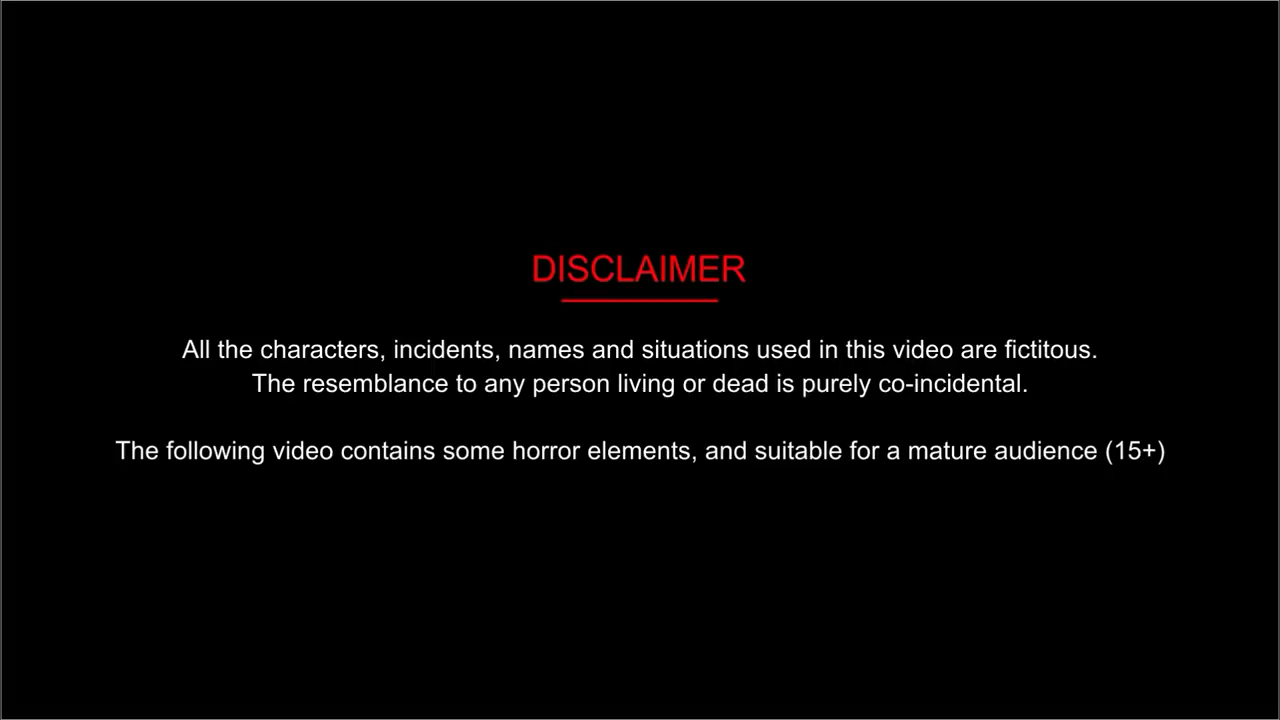 DISCLAIMER
All the characters, incidents, names and situations used in this video are fictitous.
The resemblance to any person living or dead is purely co-incidental.
The following video contains some horror elements, and suitable for a mature audience (15+)